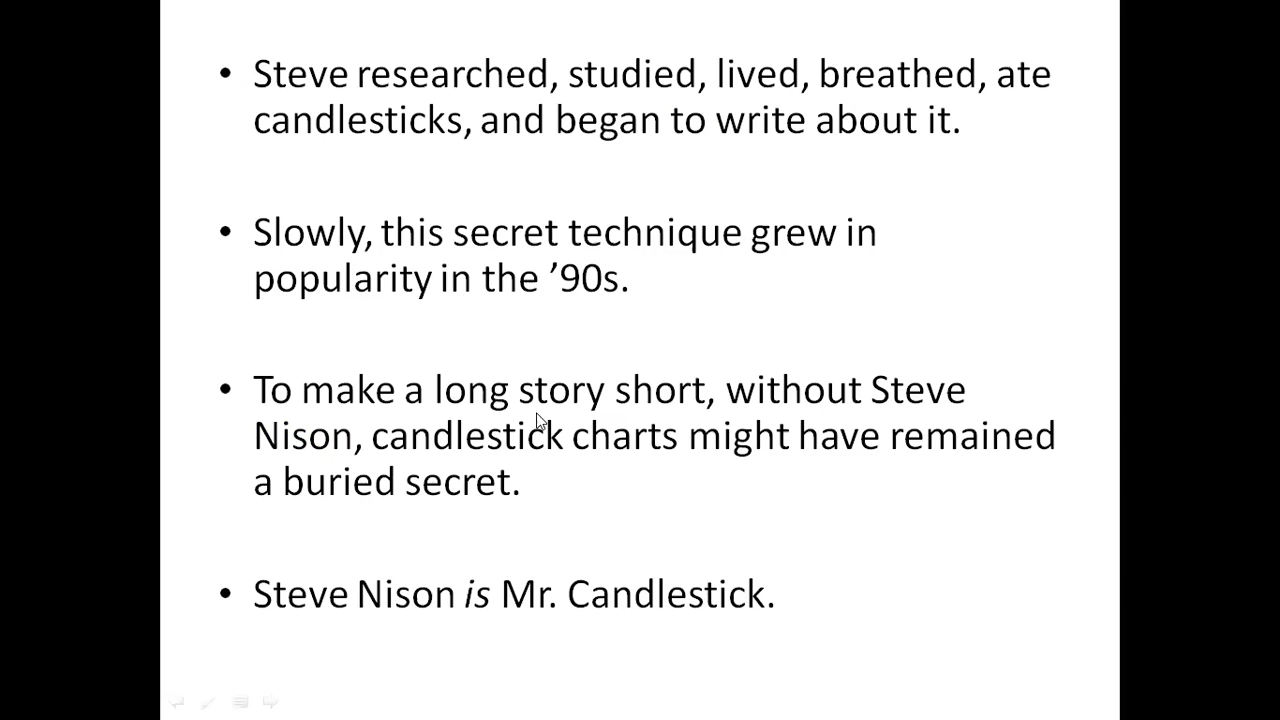 • Steve researched, studied, lived, breathed, ate
candlesticks, and began to write about it.
• Slowly, this secret technique grew in
popularity in the ’90s.
• To make a long story short, without Steve
Nison, candlestick charts might have remained
a buried secret.
• Steve Nison is Mr. Candlestick.